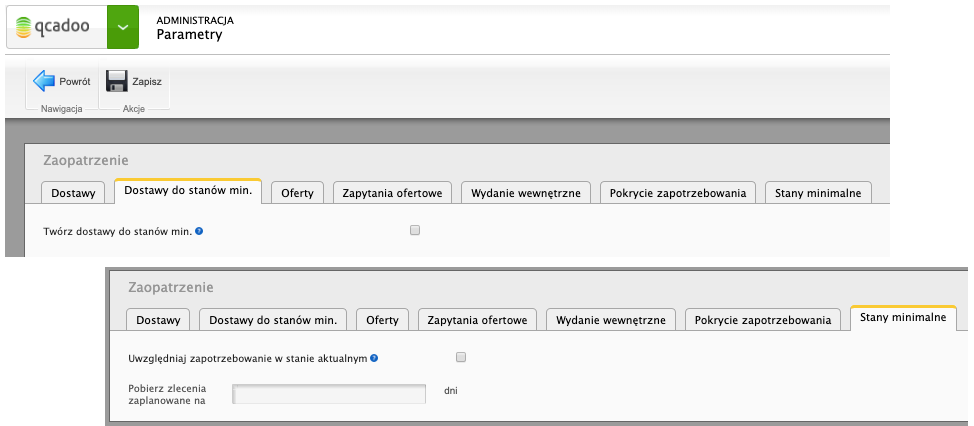 qcadoo
ADMINISTRACJA
Parametry
Powrót
Zapisz
Nawigacja
Akcje
Zaopatrzenie
Dostawy
Dostawy do stanów min.
Oferty
Zapytania ofertowe
Wydanie wewnętrzne
Pokrycie zapotrzebowania
Stany minimalne
Twórz dostawy do stanów min. ?
Zaopatrzenie
Dostawy
Dostawy do stanów min.
Oferty
Zapytania ofertowe
Wydanie wewnętrzne
Pokrycie zapotrzebowania
Stany minimalne
Uwzględniaj zapotrzebowanie w stanie aktualnym ?
Pobierz zlecenia
zaplanowane na
dni